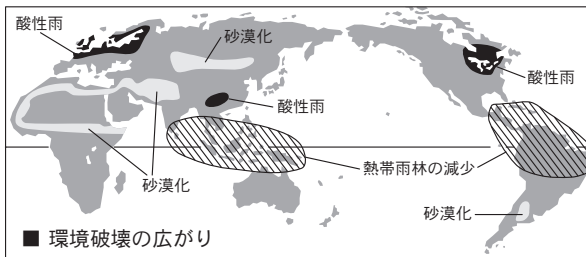 酸性雨
砂漠化
酸性雨
酸性雨
砂漠化
熱帯雨林の減少
砂漠化
■ 環境破壊の広がり